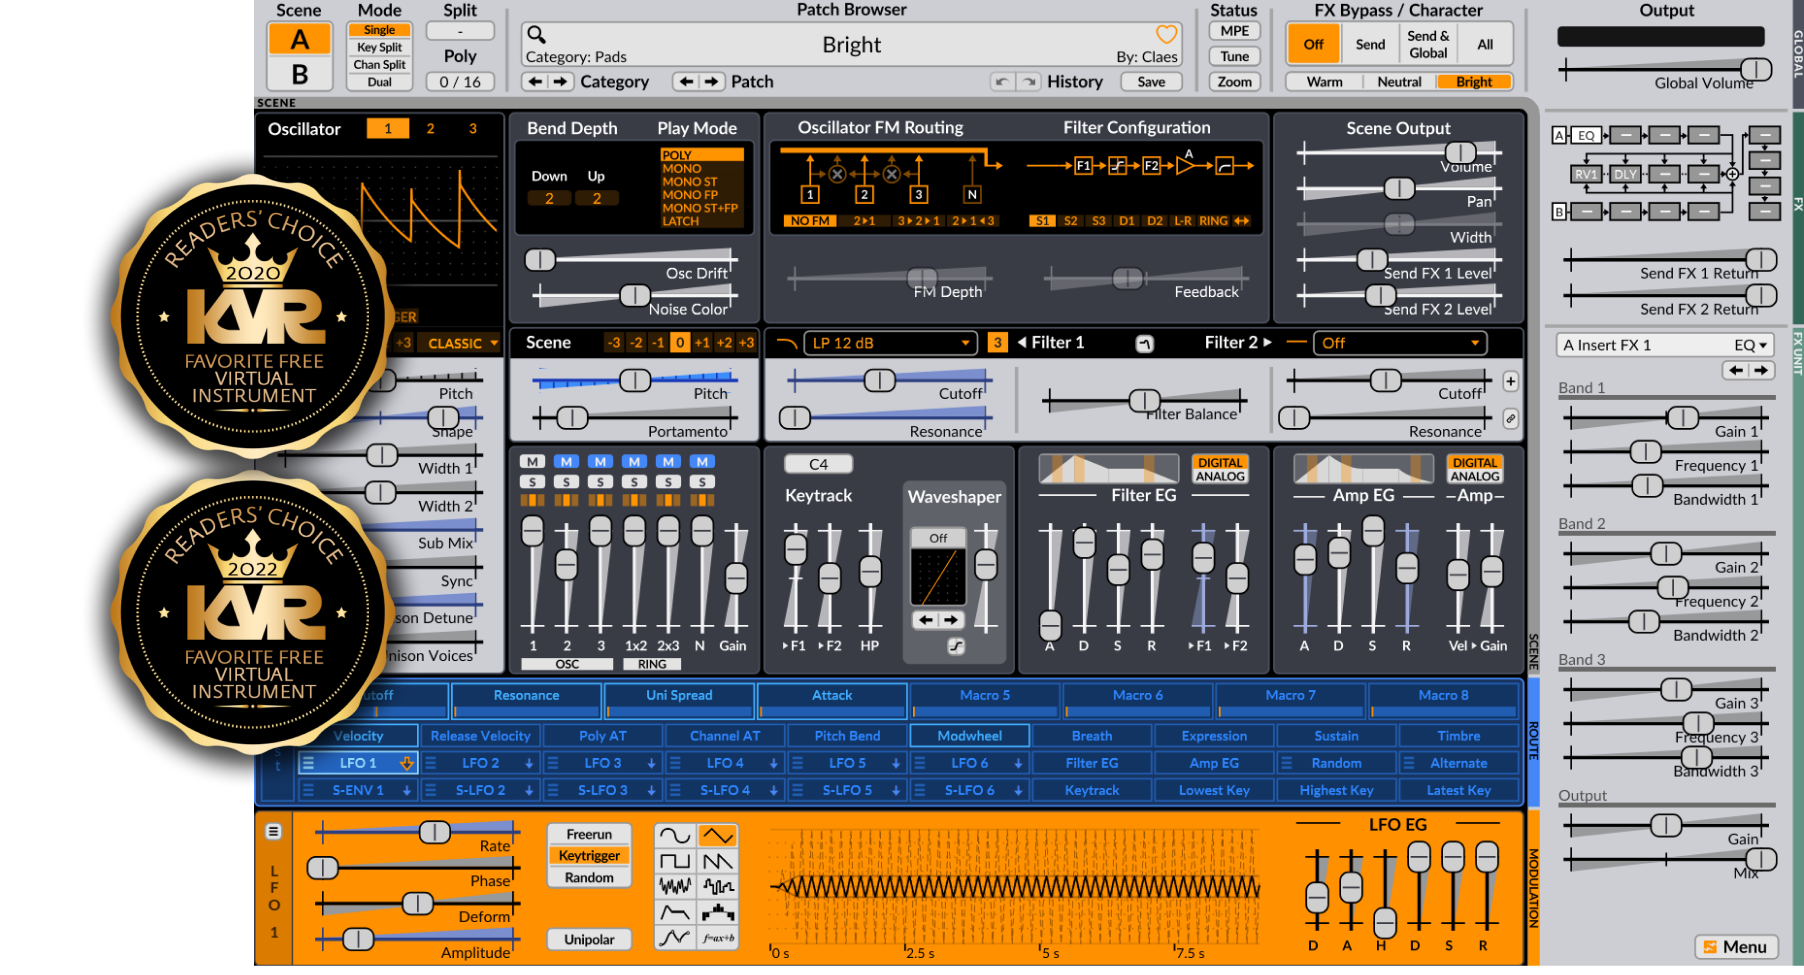 Scene
Mode
Split
Patch Browser
Status
FX Bypass / Character
Output
A
B
Single
Key Split
Chan Split
Dual
-
Poly
0 / 16
Bright
Category: Pads
By: Claes
Category
Patch
History
Save
MPE
Tune
Zoom
Off
Send
Send & Global
All
Warm
Neutral
Bright
Global Volume
GLOBAL
SCENE
Oscillator
1
2
3
Bend Depth
Play Mode
Down
Up
2
2
POLY
MONO
MONO ST
MONO FP
MONO ST+FP
LATCH
Osc Drift
Noise Color
Oscillator FM Routing
Filter Configuration
1
2
3
N
F1
F2
A
NO FM
2▸1
3▸2▸1
2▸1◂3
S1
S2
S3
D1
D2
L-R
RING
FM Depth
Feedback
Scene Output
Volume
Pan
Width
Send FX 1 Level
Send FX 2 Level
A
EQ
RV1
DLY
B
FX
Send FX 1 Return
Send FX 2 Return
GER
+3
CLASSIC
Scene
-3
-2
-1
0
+1
+2
+3
LP 12 dB
3
Filter 1
Filter 2
Off
A Insert FX 1
EQ
FX UNIT
Pitch
Shape
Width 1
Width 2
Sub Mix
Sync
son Detune
nison Voices
Pitch
Portamento
Cutoff
Resonance
Filter Balance
Cutoff
Resonance
Band 1
Gain 1
Frequency 1
Bandwidth 1
Band 2
Gain 2
Frequency 2
Bandwidth 2
Band 3
Gain 3
Frequency 3
Bandwidth 3
Output
Gain
Mix
M
M
M
M
M
M
S
S
S
S
S
S
1
2
3
1x2
2x3
N
Gain
OSC
RING
C4
Keytrack
F1
F2
HP
Waveshaper
Off
DIGITAL
ANALOG
Filter EG
A
D
S
R
F1
F2
Amp EG
DIGITAL
ANALOG
Amp
A
D
S
R
Vel
Gain
SCENE
utoff
Resonance
Uni Spread
Attack
Macro 5
Macro 6
Macro 7
Macro 8
Velocity
Release Velocity
Poly AT
Channel AT
Pitch Bend
Modwheel
Breath
Expression
Sustain
Timbre
LFO 1
LFO 2
LFO 3
LFO 4
LFO 5
LFO 6
Filter EG
Amp EG
Random
Alternate
S-ENV 1
S-LFO 2
S-LFO 3
S-LFO 4
S-LFO 5
S-LFO 6
Keytrack
Lowest Key
Highest Key
Latest Key
ROUTE
LFO 1
Rate
Phase
Deform
Amplitude
Freerun
Keytrigger
Random
Unipolar
f=ax+b
0 s
2.5 s
5 s
7.5 s
LFO EG
D
A
H
D
S
R
MODULATION
Menu
READERS' CHOICE
2020
KVR
FAVORITE FREE
VIRTUAL
INSTRUMENT
READERS' CHOICE
2022
KVR
FAVORITE FREE
VIRTUAL
INSTRUMENT